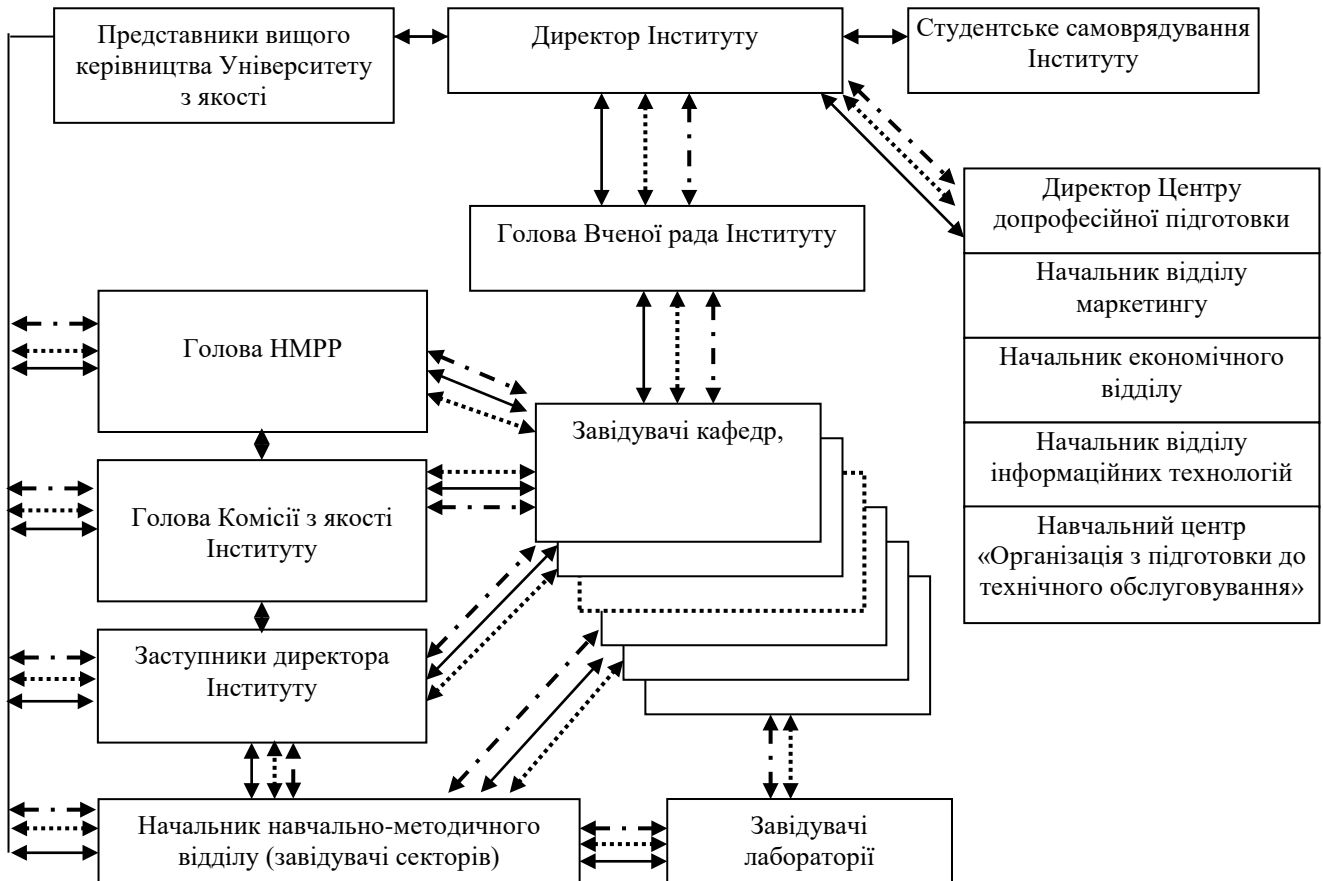 Представники вищого
керівництва Університету
з якості
Директор Інституту
Студентське самоврядування
Інституту
Директор Центру
допрофесійної підготовки
Голова Вченої рада Інституту
Начальник відділу
маркетингу
Голова НМРР
Начальник економічного
відділу
Завідувачі кафедр,
Начальник відділу
інформаційних технологій
Голова Комісії з якості
Інституту
Навчальний центр
«Організація з підготовки до
технічного обслуговування»
Заступники директора
Інституту
Начальник навчально-методичного
відділу (завідувачі секторів)
Завідувачі
лабораторії